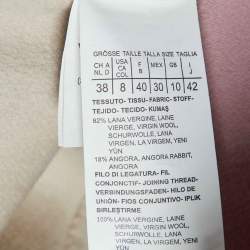 GRÖSSE TAILLE TALLA SIZE TAGLIA
CH A USA F MEX GB I
NL D CA CO B J
38 8 40 30 10 42
TESSUTO-TISSU-FABRIC-STOFF-
TEJIDO-TECIDO-KUMAŞ
82% LANA VERGINE, LAINE
VIERGE, VIRGIN WOOL,
SCHURWOLLE, LANA
VIRGEN, LA VIRGEM, YENI
YÜN
18% ANGORA, ANGORA RABBIT,
ANGORA
FILO DI LEGATURA- FIL
CONJONCTIF- JOINING THREAD-
VERBINDUNGSFADEN- HILO DE
UNIÓN- FIOS CONJUNTIVO- IPLIK
BIRLEŞTIRME
100% LANA VERGINE, LAINE
VIERGE, VIRGIN WOOL,
SCHURWOLLE, LANA
VIRGEN, LA VIRGEM, YENI
YÜN